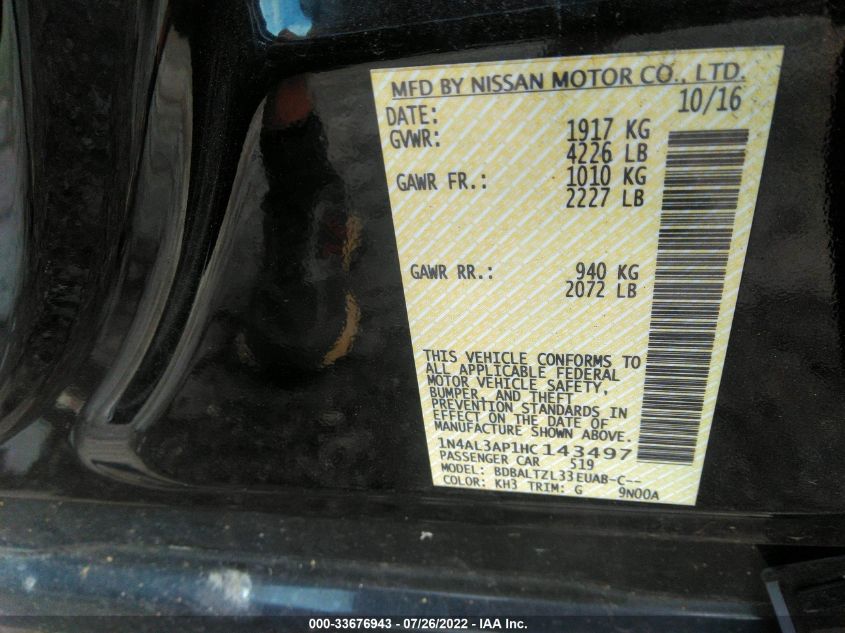 MFD BY NISSAN MOTOR CO., LTD.
DATE: 10/16
GVWR: 1917 KG
4226 LB
GAWR FR.: 1010 KG
2227 LB
GAWR RR.: 940 KG
2072 LB
THIS VEHICLE CONFORMS TO
ALL APPLICABLE FEDERAL
MOTOR VEHICLE SAFETY,
BUMPER, AND THEFT
PREVENTION STANDARDS IN
EFFECT ON THE DATE OF
MANUFACTURE SHOWN ABOVE.
1N4AL3AP1HC143497
PASSENGER CAR 519
MODEL: BDBALTZL33EUAB-C--
COLOR: KH3 TRIM: G 9N00A
000-33676943 - 07/26/2022 - IAA Inc.